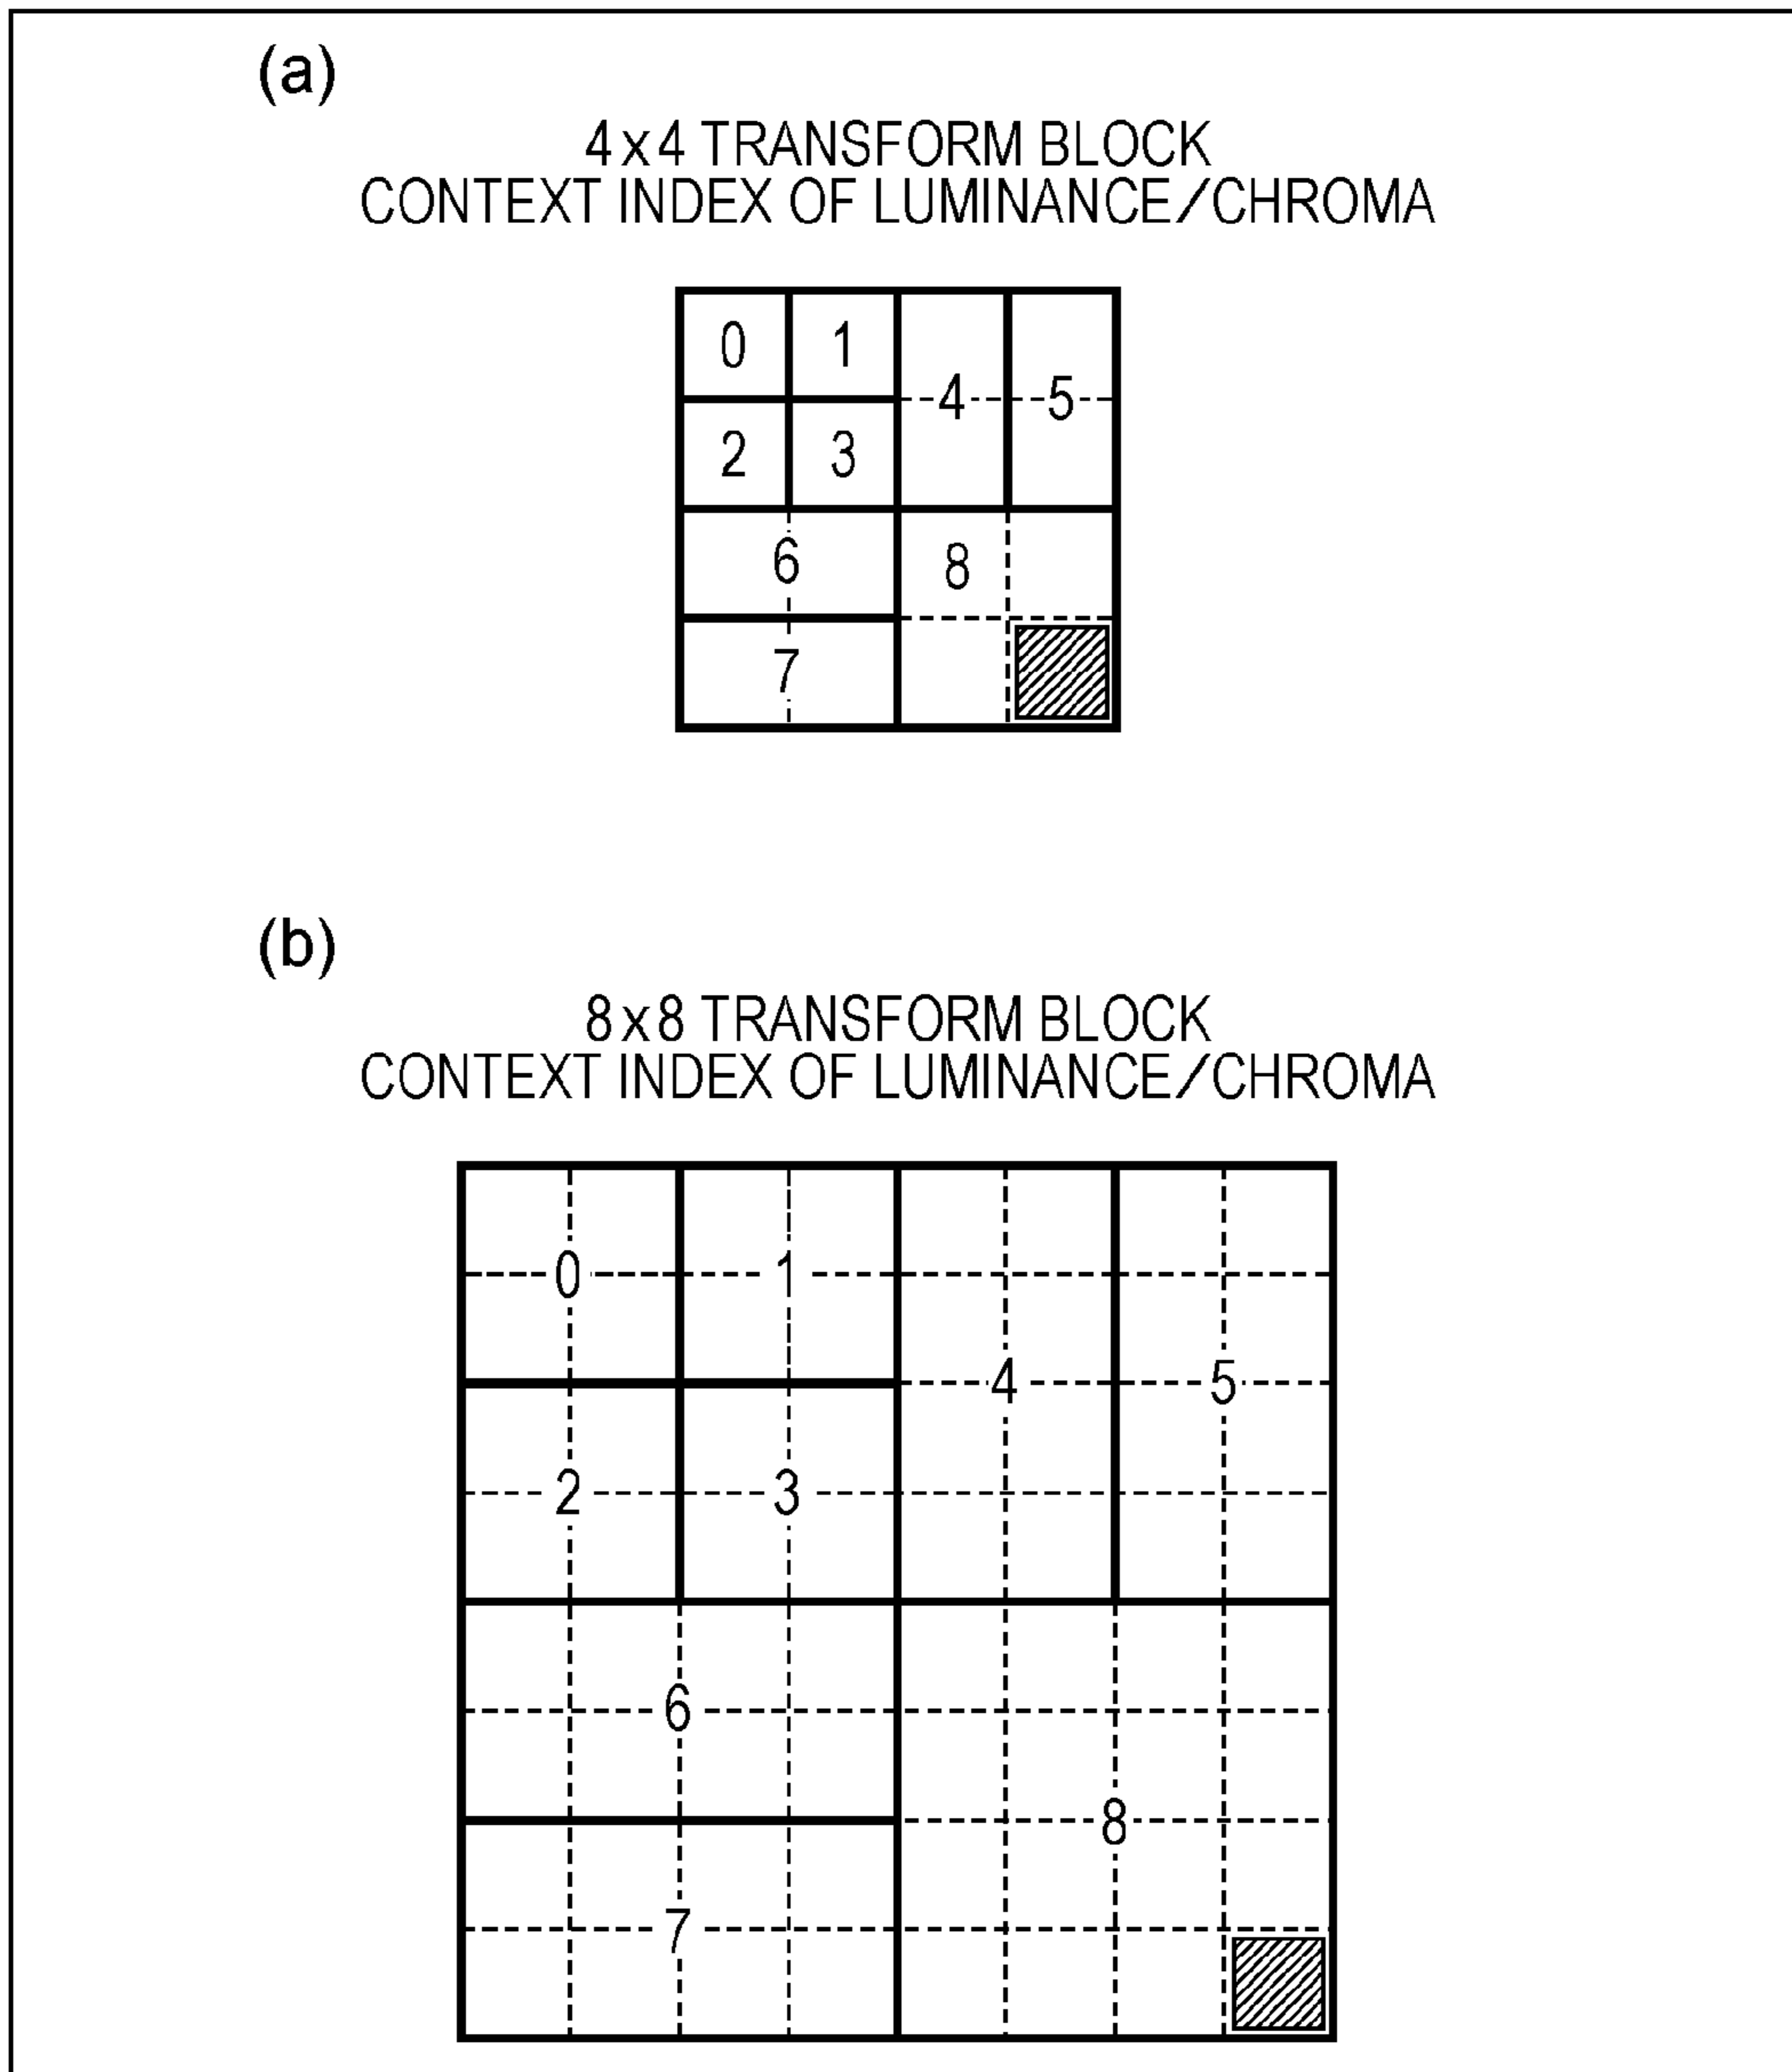 (a)
4x4 TRANSFORM BLOCK
CONTEXT INDEX OF LUMINANCE/CHROMA
0 1
4 5
2 3
6 8
7
(b)
8x8 TRANSFORM BLOCK
CONTEXT INDEX OF LUMINANCE/CHROMA
0 1
4 5
2 3
6
8
7